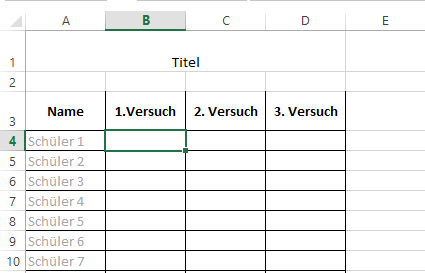 A B C D E
1 Titel
2
3 Name 1.Versuch 2. Versuch 3. Versuch
4 Schüler 1
5 Schüler 2
6 Schüler 3
7 Schüler 4
8 Schüler 5
9 Schüler 6
10 Schüler 7